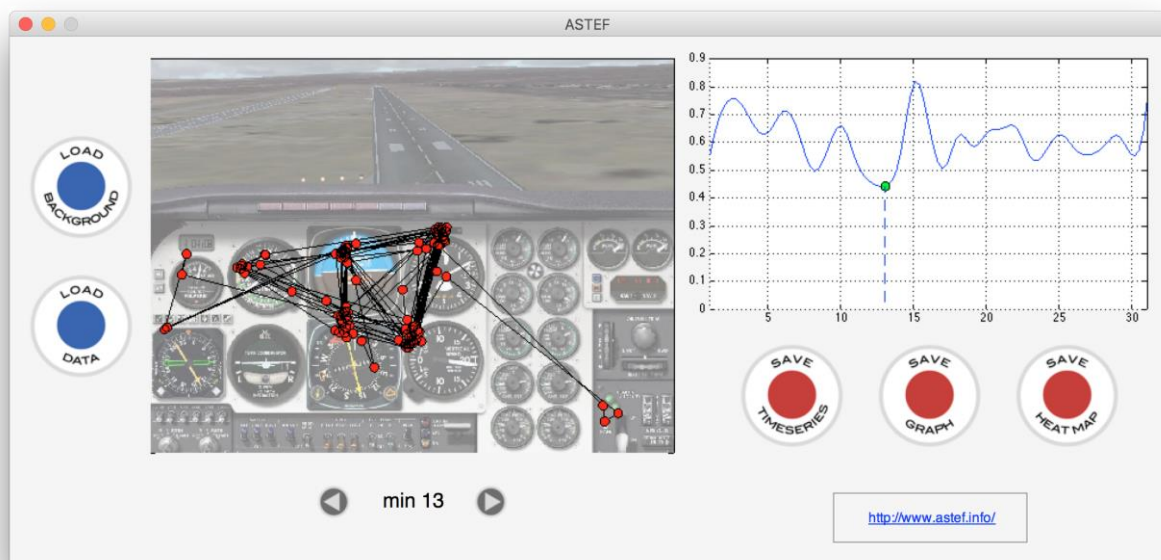 ASTEF
LOAD
BACKGROUND
LOAD
DATA
min 13
0.9
0.8
0.7
0.6
0.5
0.4
0.3
0.2
0.1
0
5
10
15
20
25
30
SAVE
TIMESERIES
SAVE
GRAPH
SAVE
HEAT MAP
http://www.astef.info/